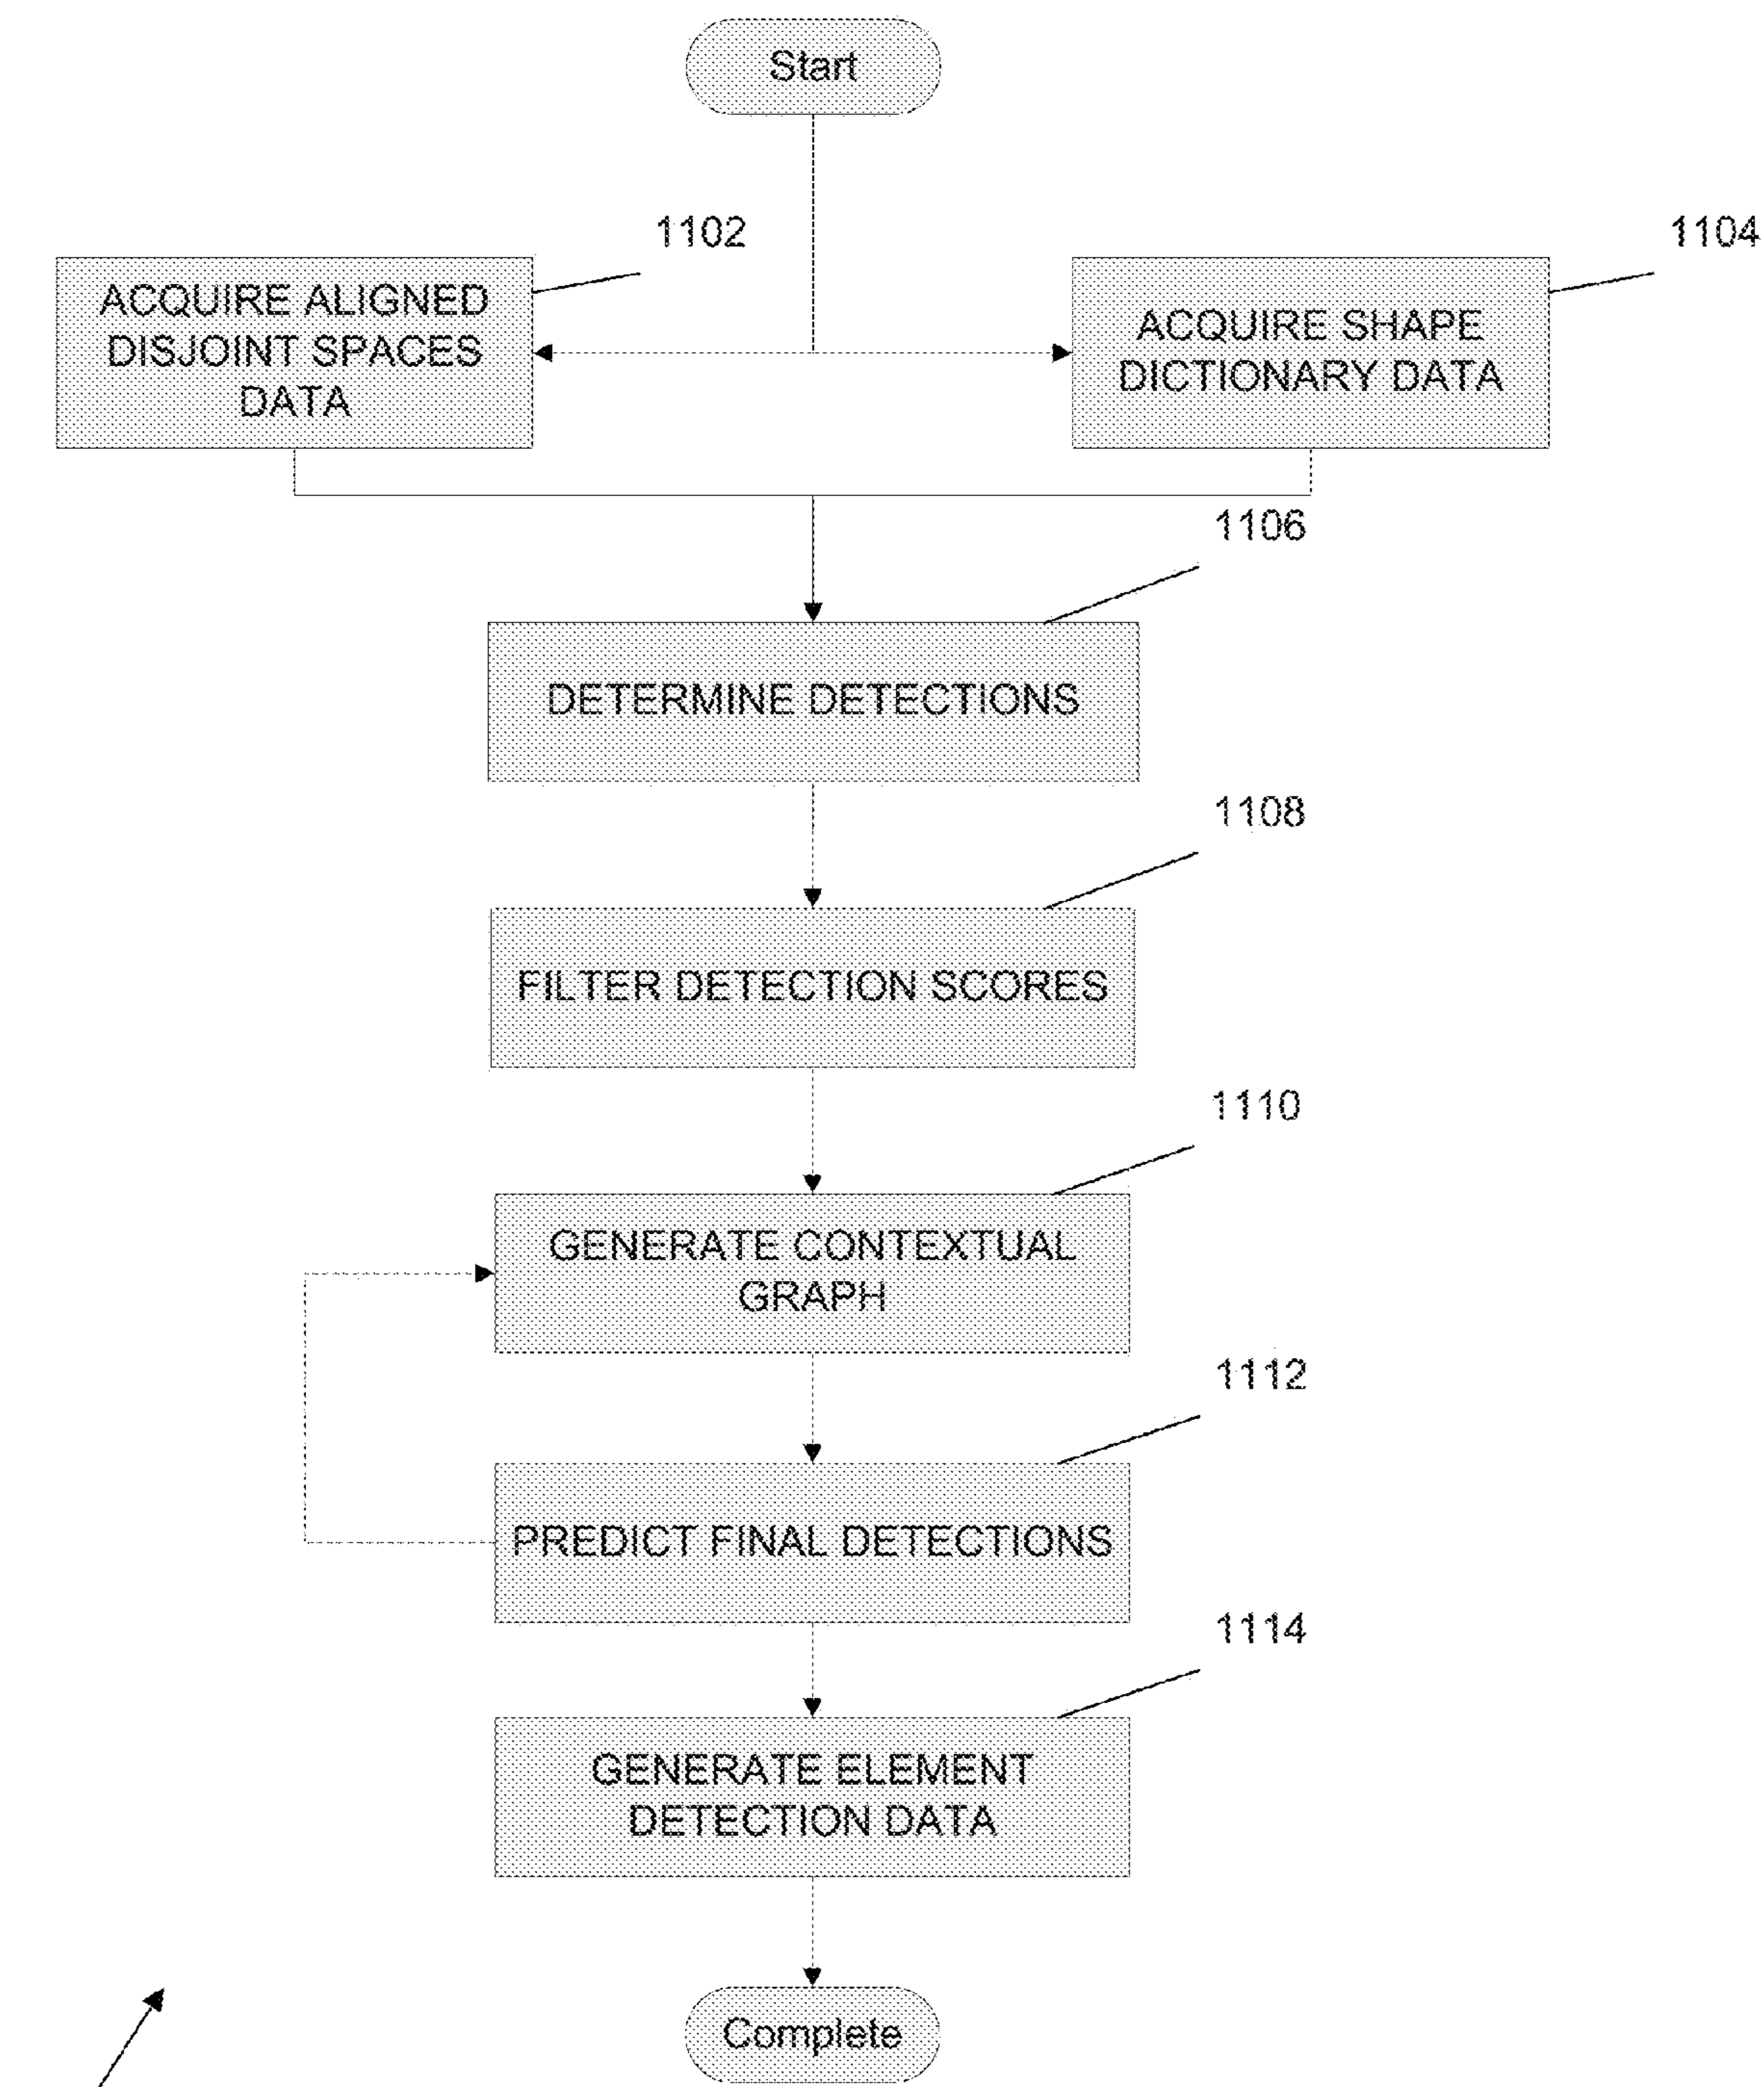 Start
1102
1104
ACQUIRE ALIGNED
DISJOINT SPACES
DATA
ACQUIRE SHAPE
DICTIONARY DATA
1106
DETERMINE DETECTIONS
1108
FILTER DETECTION SCORES
1110
GENERATE CONTEXTUAL
GRAPH
1112
PREDICT FINAL DETECTIONS
1114
GENERATE ELEMENT
DETECTION DATA
Complete